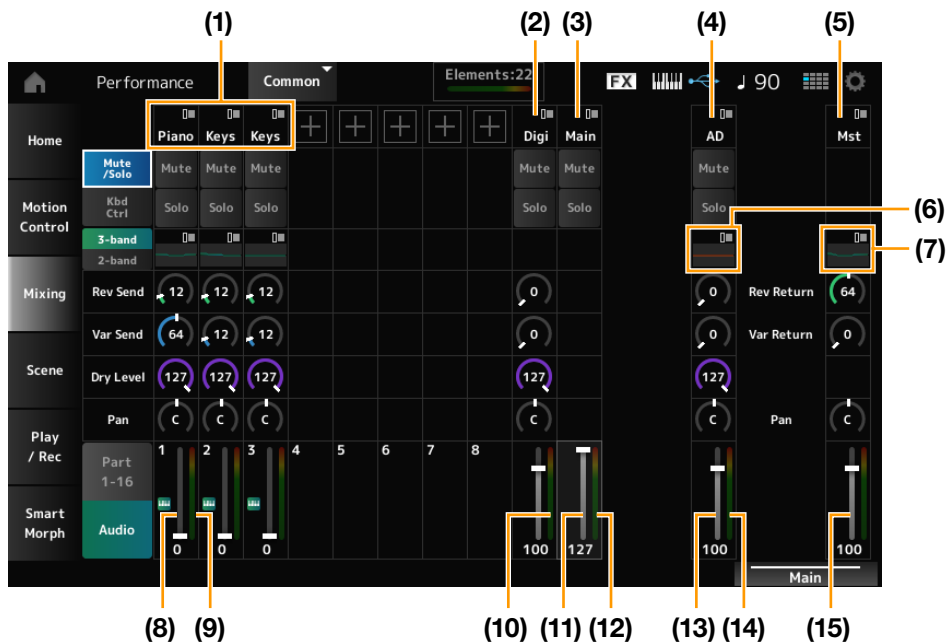 (1) (2) (3) (4) (5)
Performance Common Elements:22 FX ♩ 90
Home
Piano Keys Keys + + + + + Digi Main AD Mst
Mute
/Solo
Mute Mute Mute Mute Mute Mute
Motion
Control
Kbd
Ctrl
Solo Solo Solo Solo Solo Solo
(6)
3-band
2-band
(7)
Mixing
Rev Send 12 12 12 0 0 Rev Return 64
Var Send 64 12 12 0 0 Var Return 0
Scene
Dry Level 127 127 127 127 127
Pan C C C C C Pan C
Play
/ Rec
Part
1-16
1 2 3 4 5 6 7 8
Smart
Morph
Audio
0 0 0 100 127 100 100
Main
(8) (9) (10) (11) (12) (13) (14) (15)